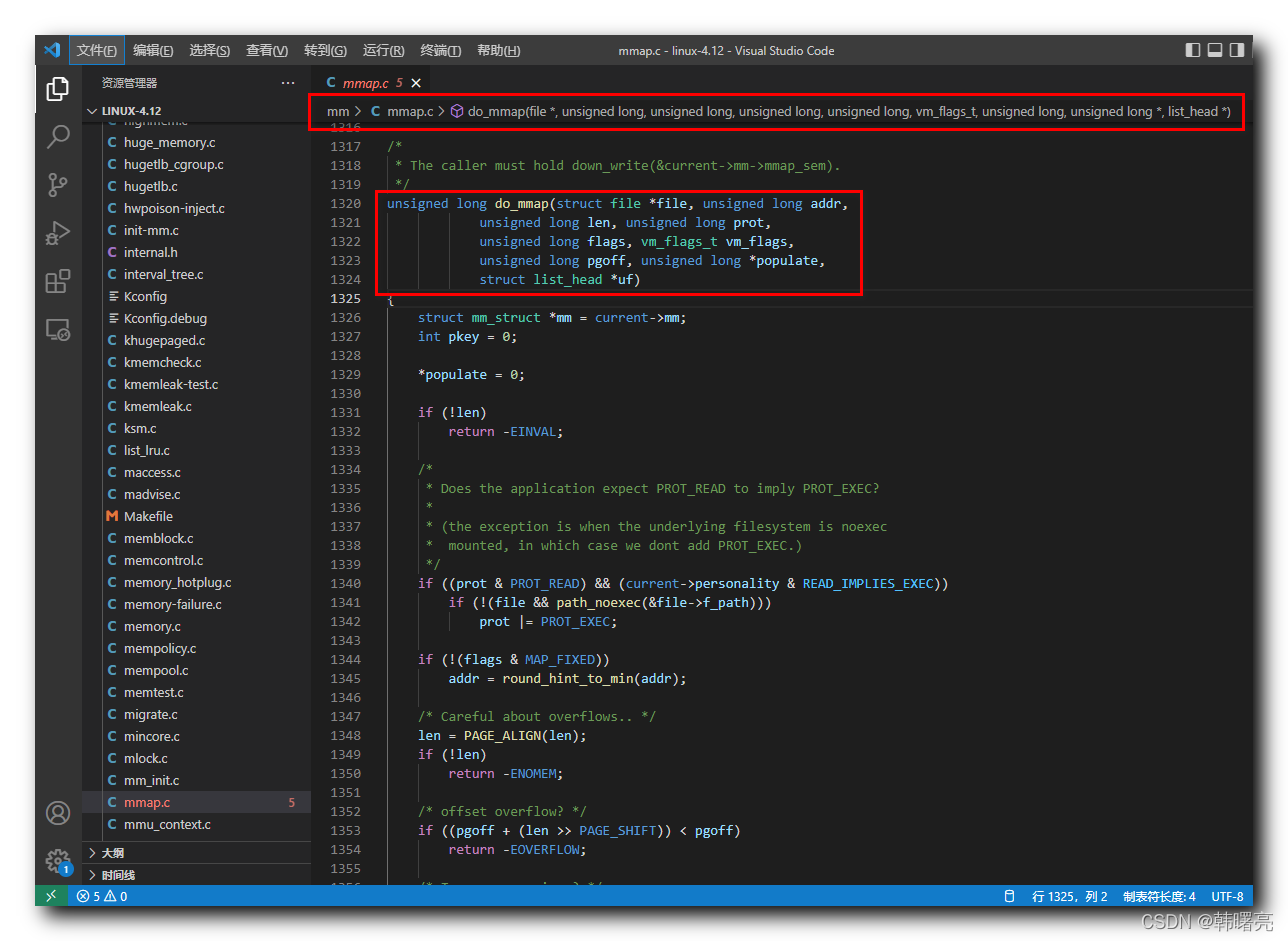 文件(F) 编辑(E) 选择(S) 查看(V) 转到(G) 运行(R) 终端(T) 帮助(H) mmap.c - linux-4.12 - Visual Studio Code
资源管理器 ···
LINUX-4.12
highmem.c
C huge_memory.c
C hugetlb_cgroup.c
C hugetlb.c
C hwpoison-inject.c
C init-mm.c
C internal.h
C interval_tree.c
Kconfig
Kconfig.debug
C khugepaged.c
C kmemcheck.c
C kmemleak-test.c
C kmemleak.c
C ksm.c
C list_lru.c
C maccess.c
C madvise.c
M Makefile
C memblock.c
C memcontrol.c
C memory_hotplug.c
C memory-failure.c
C memory.c
C mempolicy.c
C mempool.c
C memtest.c
C migrate.c
C mincore.c
C mlock.c
C mm_init.c
C mmap.c 5
C mmu_context.c
大纲
时间线
1
C mmap.c 5
mm > C mmap.c > do_mmap(file *, unsigned long, unsigned long, unsigned long, unsigned long, vm_flags_t, unsigned long, unsigned long *, list_head *)
1316
1317 /*
1318 * The caller must hold down_write(&current->mm->mmap_sem).
1319 */
1320 unsigned long do_mmap(struct file *file, unsigned long addr,
1321 unsigned long len, unsigned long prot,
1322 unsigned long flags, vm_flags_t vm_flags,
1323 unsigned long pgoff, unsigned long *populate,
1324 struct list_head *uf)
1325 {
1326 struct mm_struct *mm = current->mm;
1327 int pkey = 0;
1328
1329 *populate = 0;
1330
1331 if (!len)
1332 return -EINVAL;
1333
1334 /*
1335 * Does the application expect PROT_READ to imply PROT_EXEC?
1336 *
1337 * (the exception is when the underlying filesystem is noexec
1338 * mounted, in which case we dont add PROT_EXEC.)
1339 */
1340 if ((prot & PROT_READ) && (current->personality & READ_IMPLIES_EXEC))
1341 if (!(file && path_noexec(&file->f_path)))
1342 prot |= PROT_EXEC;
1343
1344 if (!(flags & MAP_FIXED))
1345 addr = round_hint_to_min(addr);
1346
1347 /* Careful about overflows.. */
1348 len = PAGE_ALIGN(len);
1349 if (!len)
1350 return -ENOMEM;
1351
1352 /* offset overflow? */
1353 if ((pgoff + (len >> PAGE_SHIFT)) < pgoff)
1354 return -EOVERFLOW;
1355
5 0 行 1325，列 2 制表符长度: 4 UTF-8
CSDN @韩曙亮